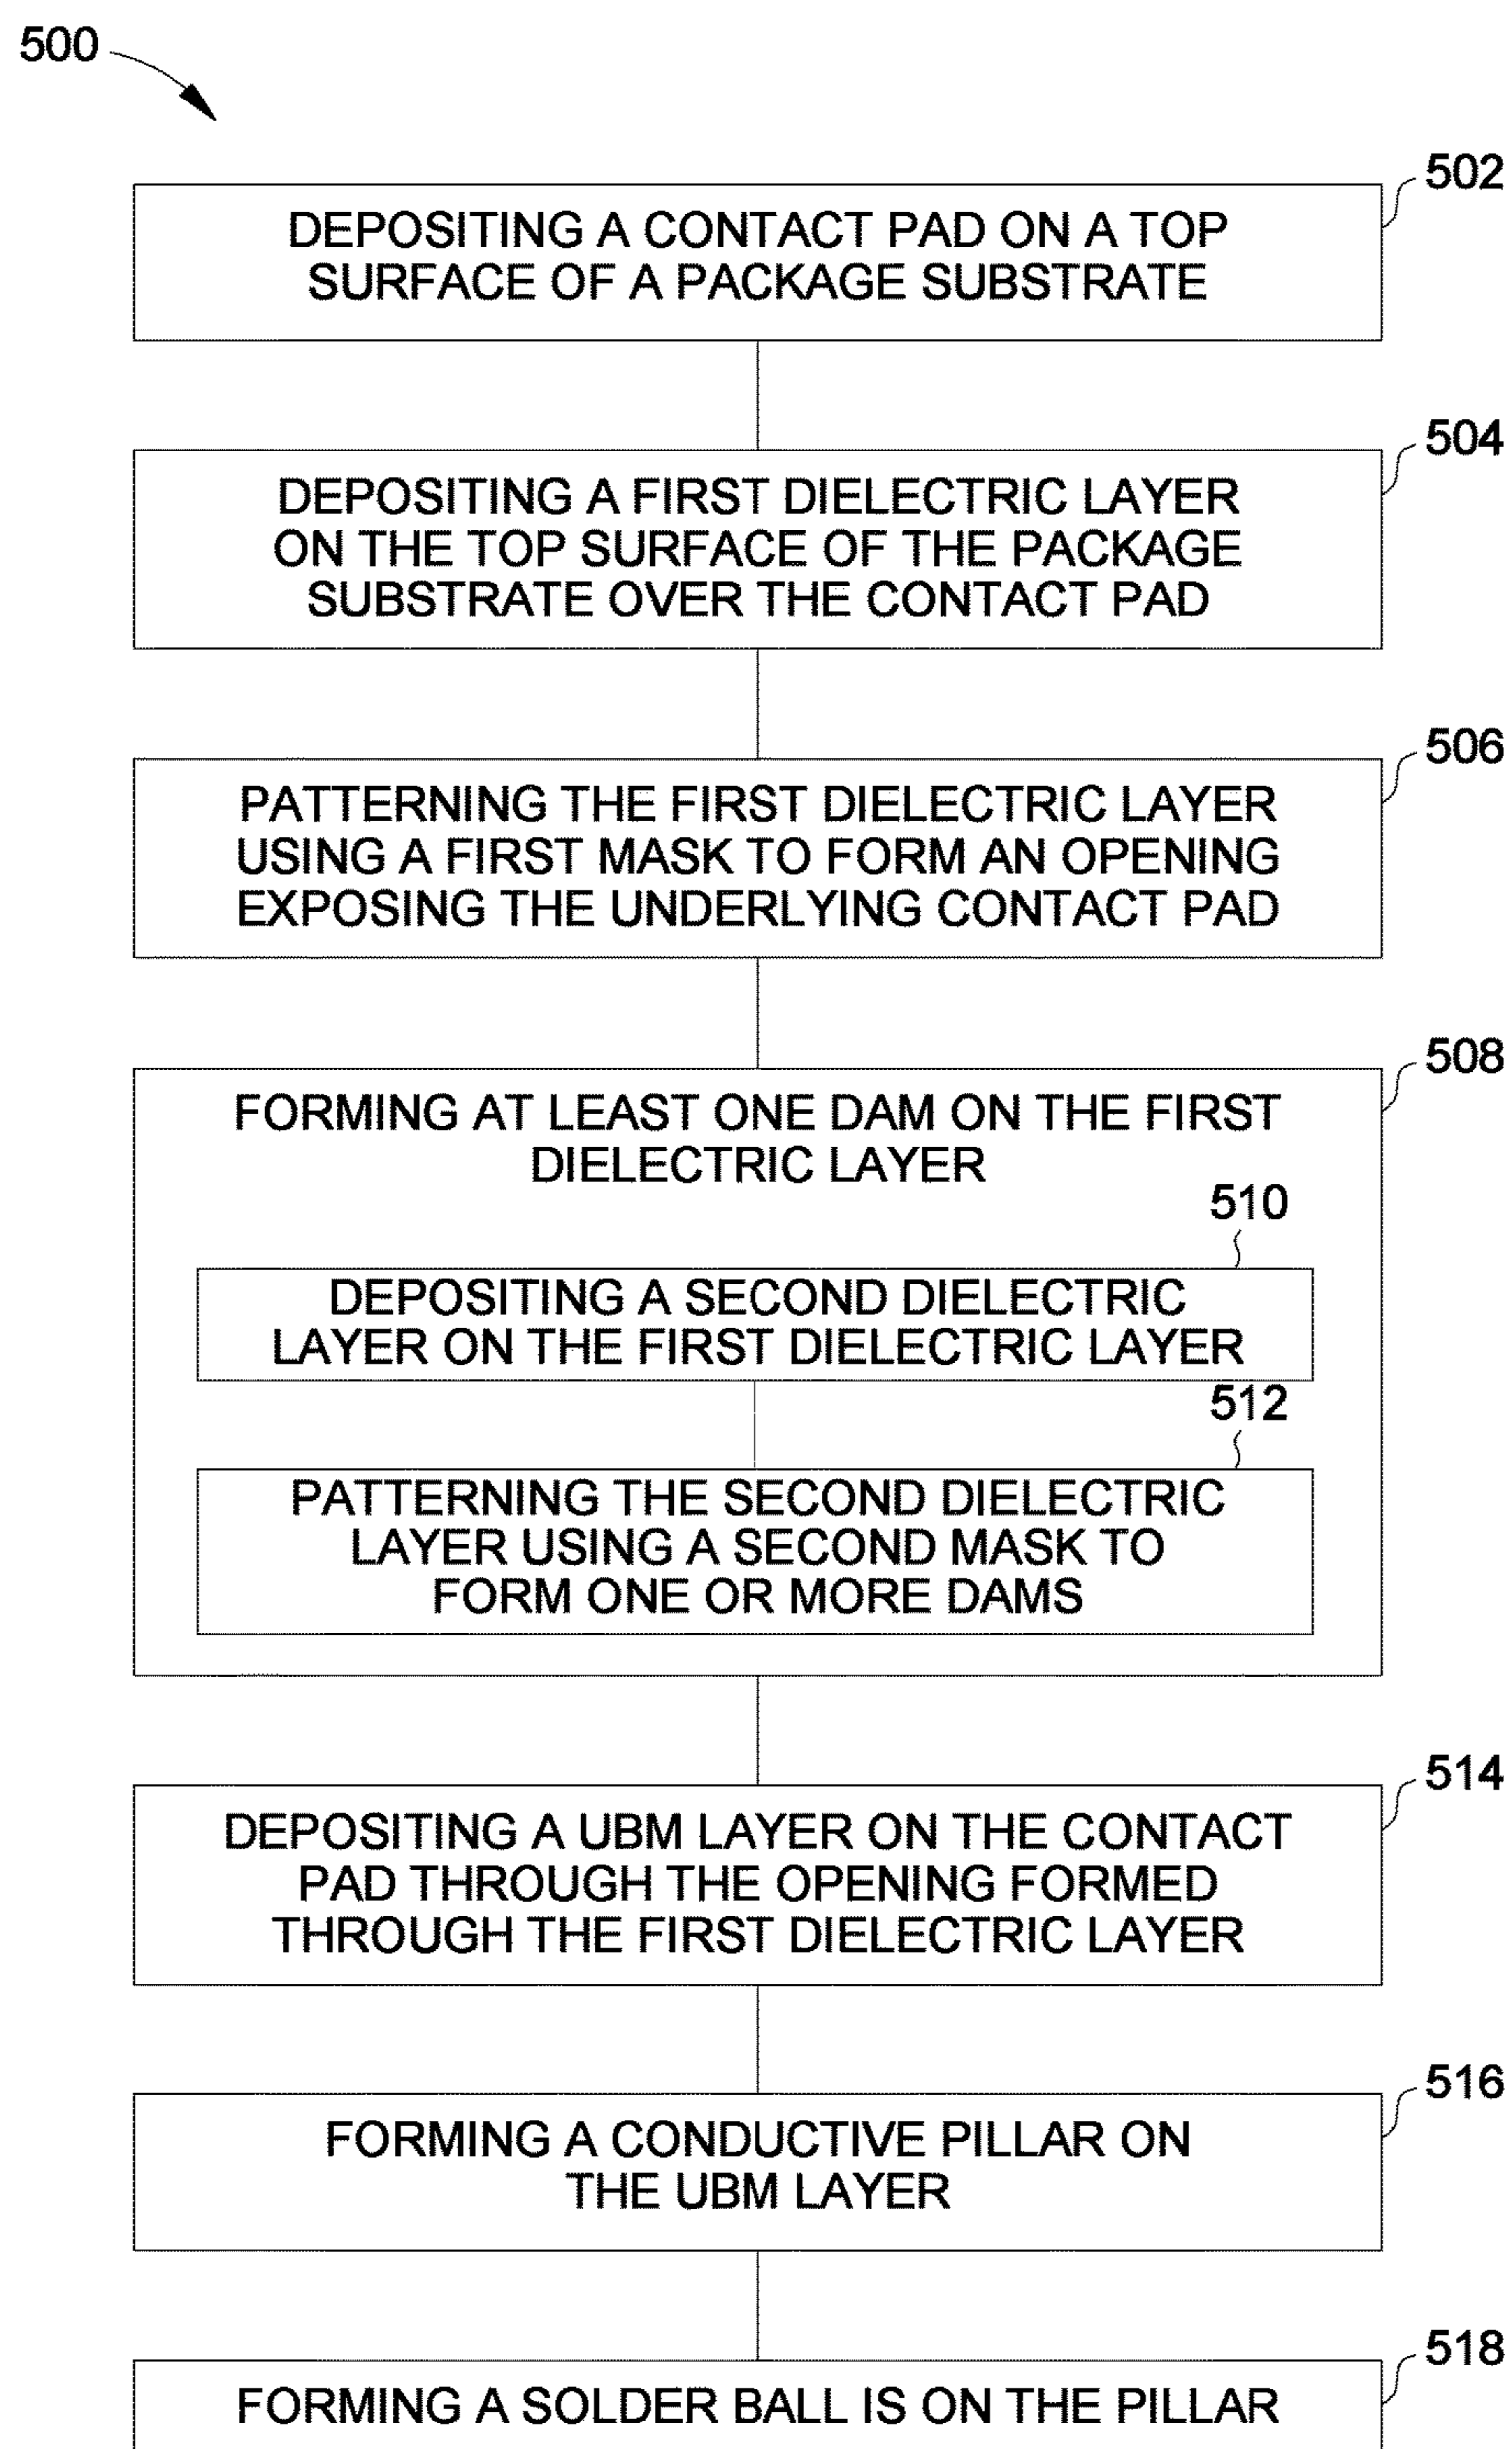 500
502
DEPOSITING A CONTACT PAD ON A TOP
SURFACE OF A PACKAGE SUBSTRATE
504
DEPOSITING A FIRST DIELECTRIC LAYER
ON THE TOP SURFACE OF THE PACKAGE
SUBSTRATE OVER THE CONTACT PAD
506
PATTERNING THE FIRST DIELECTRIC LAYER
USING A FIRST MASK TO FORM AN OPENING
EXPOSING THE UNDERLYING CONTACT PAD
508
FORMING AT LEAST ONE DAM ON THE FIRST
DIELECTRIC LAYER
510
DEPOSITING A SECOND DIELECTRIC
LAYER ON THE FIRST DIELECTRIC LAYER
512
PATTERNING THE SECOND DIELECTRIC
LAYER USING A SECOND MASK TO
FORM ONE OR MORE DAMS
514
DEPOSITING A UBM LAYER ON THE CONTACT
PAD THROUGH THE OPENING FORMED
THROUGH THE FIRST DIELECTRIC LAYER
516
FORMING A CONDUCTIVE PILLAR ON
THE UBM LAYER
518
FORMING A SOLDER BALL IS ON THE PILLAR